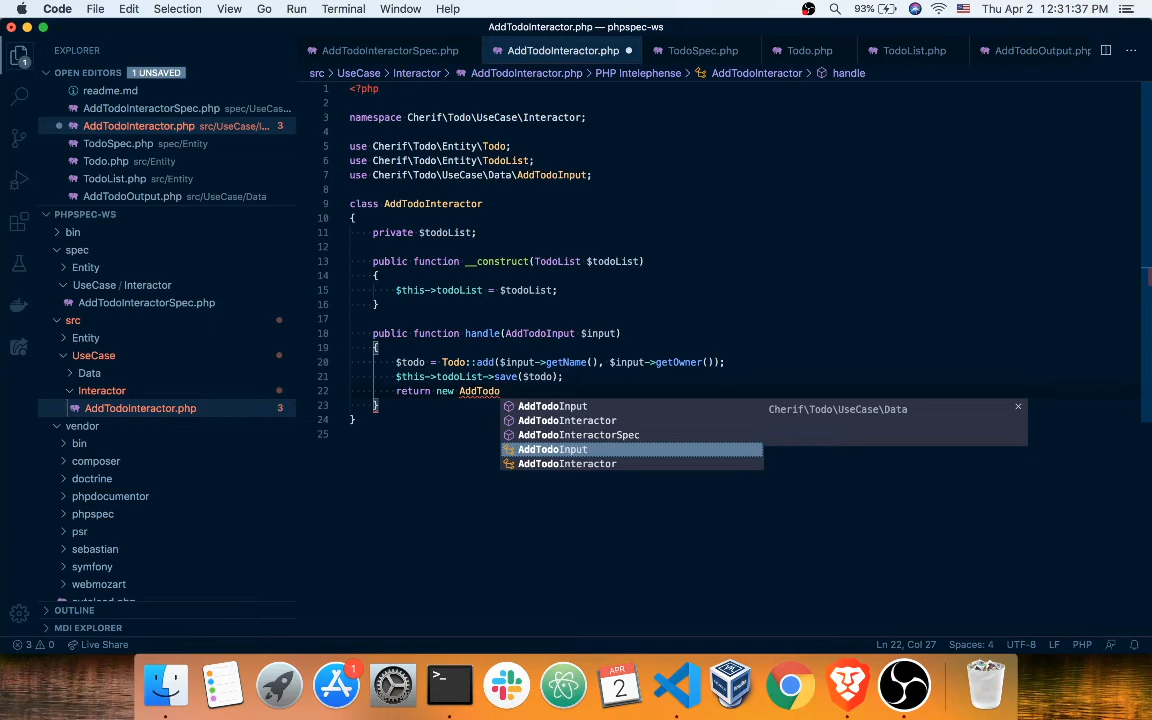 Code File Edit Selection View Go Run Terminal Window Help 93% Thu Apr 2 12:31:37 PM
AddTodoInteractor.php — phpspec-ws
EXPLORER
OPEN EDITORS 1 UNSAVED
readme.md
AddTodoInteractorSpec.php spec/UseCas...
AddTodoInteractor.php src/UseCase/I... 3
TodoSpec.php spec/Entity
Todo.php src/Entity
TodoList.php src/Entity
AddTodoOutput.php src/UseCase/Data
PHPSPEC-WS
bin
spec
Entity
UseCase / Interactor
AddTodoInteractorSpec.php
src
Entity
UseCase
Data
Interactor
AddTodoInteractor.php 3
vendor
bin
composer
doctrine
phpdocumentor
phpspec
psr
sebastian
symfony
webmozart
OUTLINE
MDI EXPLORER
AddTodoInteractorSpec.php AddTodoInteractor.php TodoSpec.php Todo.php TodoList.php AddTodoOutput.php
src > UseCase > Interactor > AddTodoInteractor.php > PHP Intelephense > AddTodoInteractor > handle
1 <?php
2
3 namespace Cherif\Todo\UseCase\Interactor;
4
5 use Cherif\Todo\Entity\Todo;
6 use Cherif\Todo\Entity\TodoList;
7 use Cherif\Todo\UseCase\Data\AddTodoInput;
8
9 class AddTodoInteractor
10 {
11 private $todoList;
12
13 public function __construct(TodoList $todoList)
14 {
15 $this->todoList = $todoList;
16 }
17
18 public function handle(AddTodoInput $input)
19 {
20 $todo = Todo::add($input->getName(), $input->getOwner());
21 $this->todoList->save($todo);
22 return new AddTodo
23 }
24 }
25
AddTodoInput
AddTodoInteractor
AddTodoInteractorSpec
AddTodoInput
AddTodoInteractor
Cherif\Todo\UseCase\Data
3 0 Live Share Ln 22, Col 27 Spaces: 4 UTF-8 LF PHP
1
APR
2